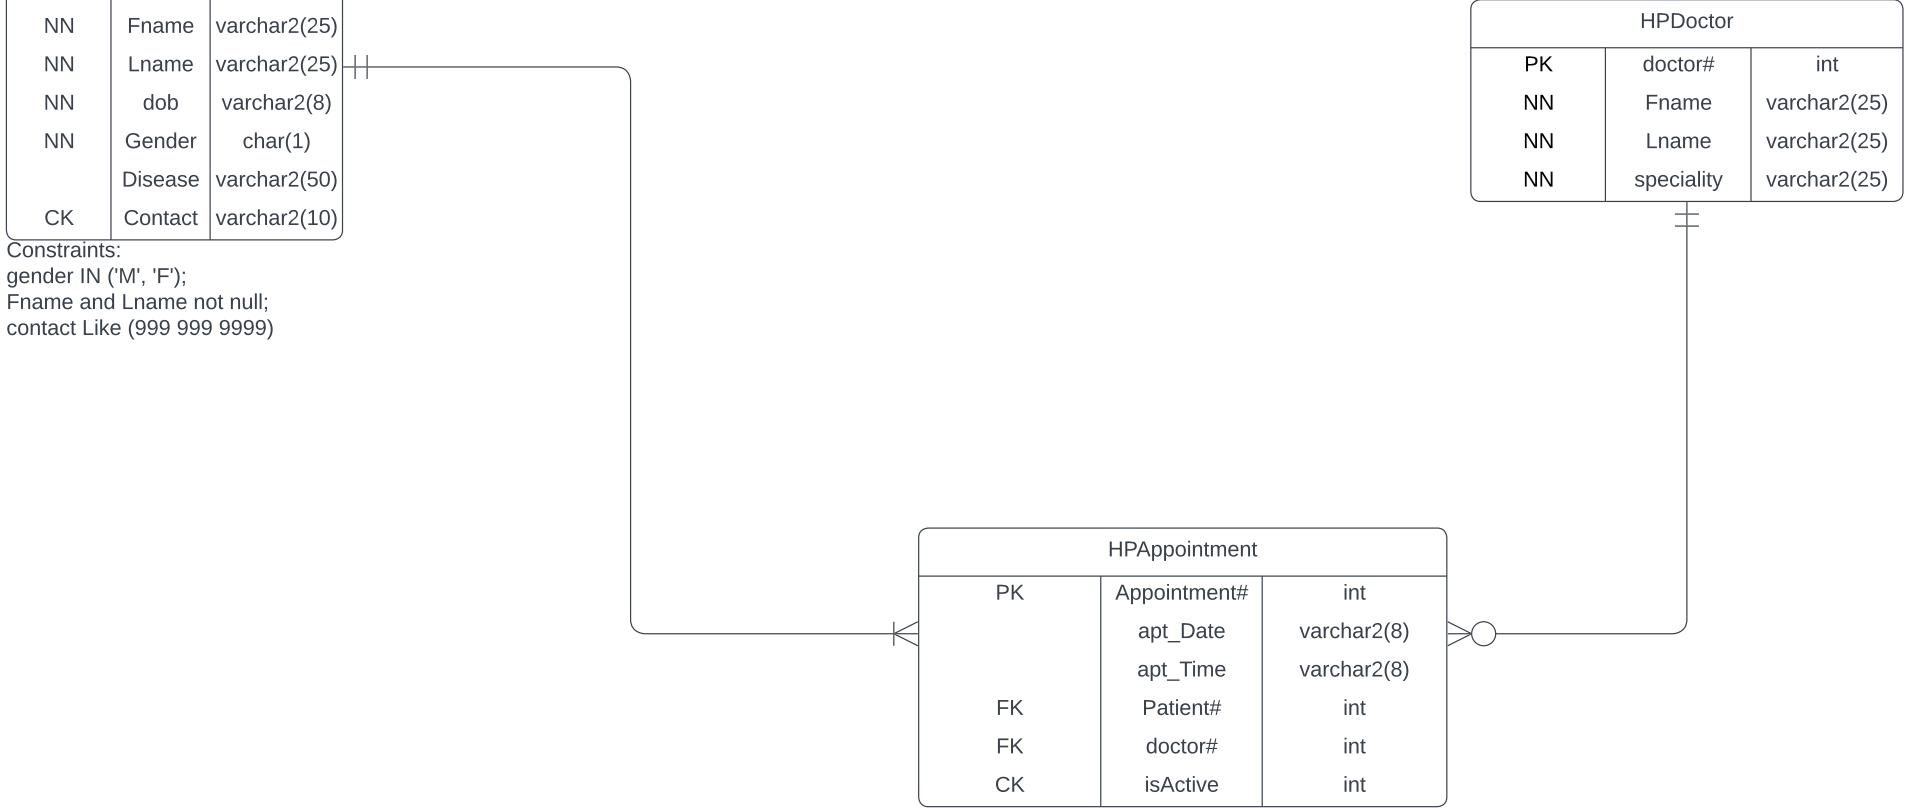 NN Fname varchar2(25)
NN Lname varchar2(25)
NN dob varchar2(8)
NN Gender char(1)
Disease varchar2(50)
CK Contact varchar2(10)
Constraints:
gender IN ('M', 'F');
Fname and Lname not null;
contact Like (999 999 9999)
HPDoctor
PK doctor# int
NN Fname varchar2(25)
NN Lname varchar2(25)
NN speciality varchar2(25)
HPAppointment
PK Appointment# int
apt_Date varchar2(8)
apt_Time varchar2(8)
FK Patient# int
FK doctor# int
CK isActive int